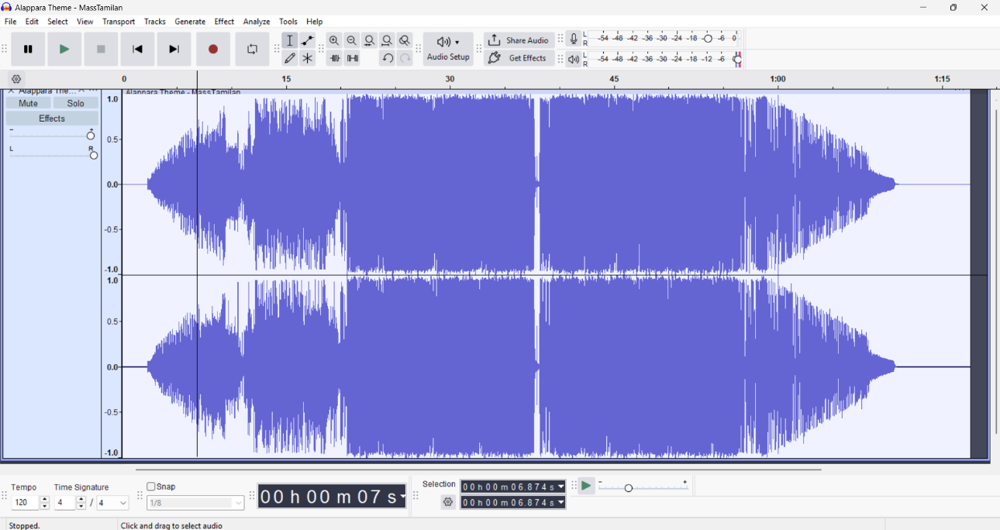 Alappara Theme - MassTamilan
File Edit Select View Transport Tracks Generate Effect Analyze Tools Help
Audio Setup
Share Audio
Get Effects
L
R
-54 -48 -42 -36 -30 -24 -18 -6 0
L
R
-54 -48 -42 -36 -30 -24 -18 -12 -6 0
0 15 30 45 1:00 1:15
Alappara The...
Alappara Theme - MassTamilan
Mute Solo
Effects
- +
L R
1.0
0.5
0.0
-0.5
-1.0
1.0
0.5
0.0
-0.5
-1.0
Tempo
120
Time Signature
4 / 4
Snap
1/8
00 h 00 m 07 s
Selection
00 h 00 m 06.874 s
00 h 00 m 06.874 s
- +
Stopped. Click and drag to select audio